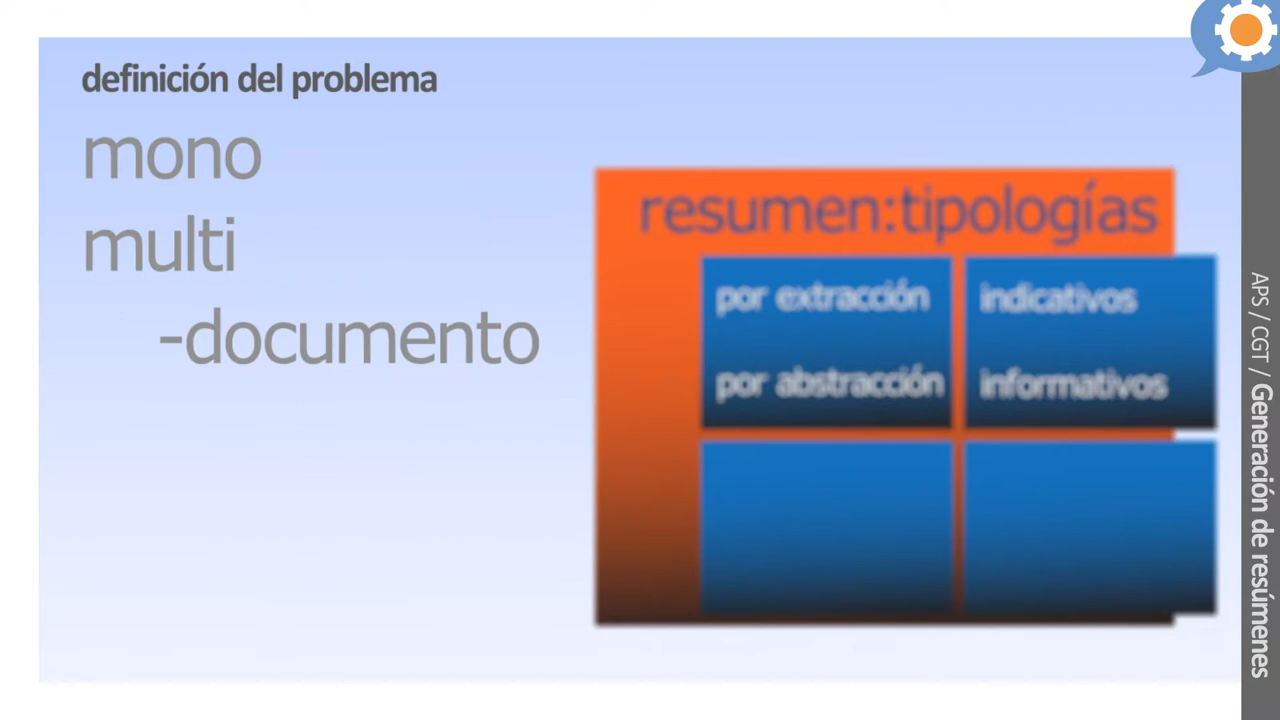 definición del problema
mono
multi
-documento
resumen:tipologías
por extracción
por abstracción
indicativos
informativos
APS / CGT / Generación de resúmenes